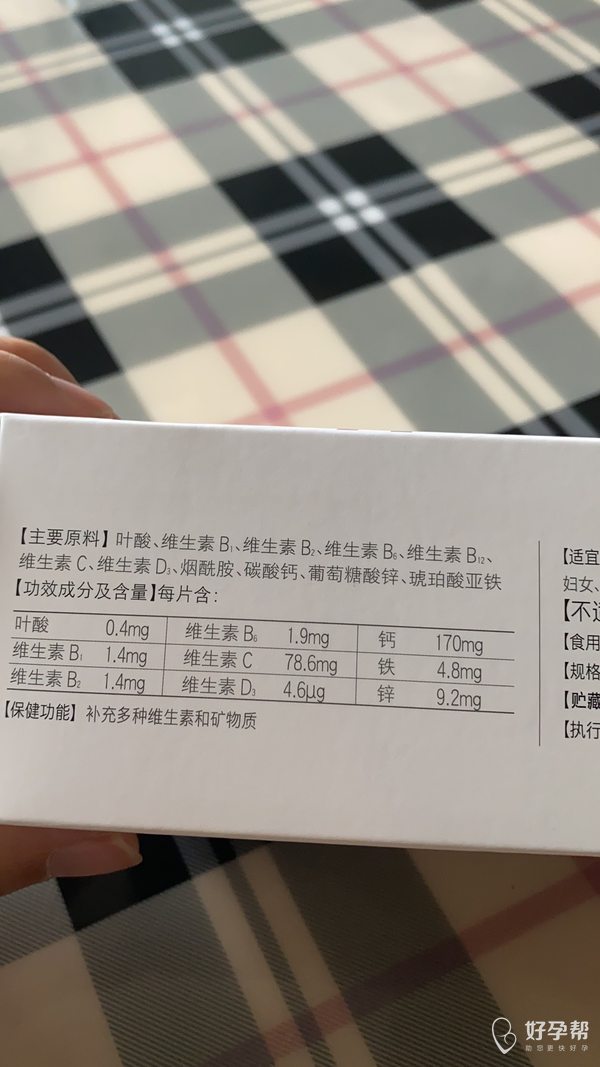 【主要原料】叶酸、维生素B₁、维生素B₂、维生素B₆、维生素B₁₂、
维生素C、维生素D₃、烟酰胺、碳酸钙、葡萄糖酸锌、琥珀酸亚铁
【功效成分及含量】每片含：
叶酸 0.4mg 维生素B₆ 1.9mg 钙 170mg
维生素B₁ 1.4mg 维生素C 78.6mg 铁 4.8mg
维生素B₂ 1.4mg 维生素D₃ 4.6μg 锌 9.2mg
【保健功能】补充多种维生素和矿物质
【适宜
妇女、
【不适
【食用
【规格
【贮藏
【执行
好孕帮
助您更快好孕